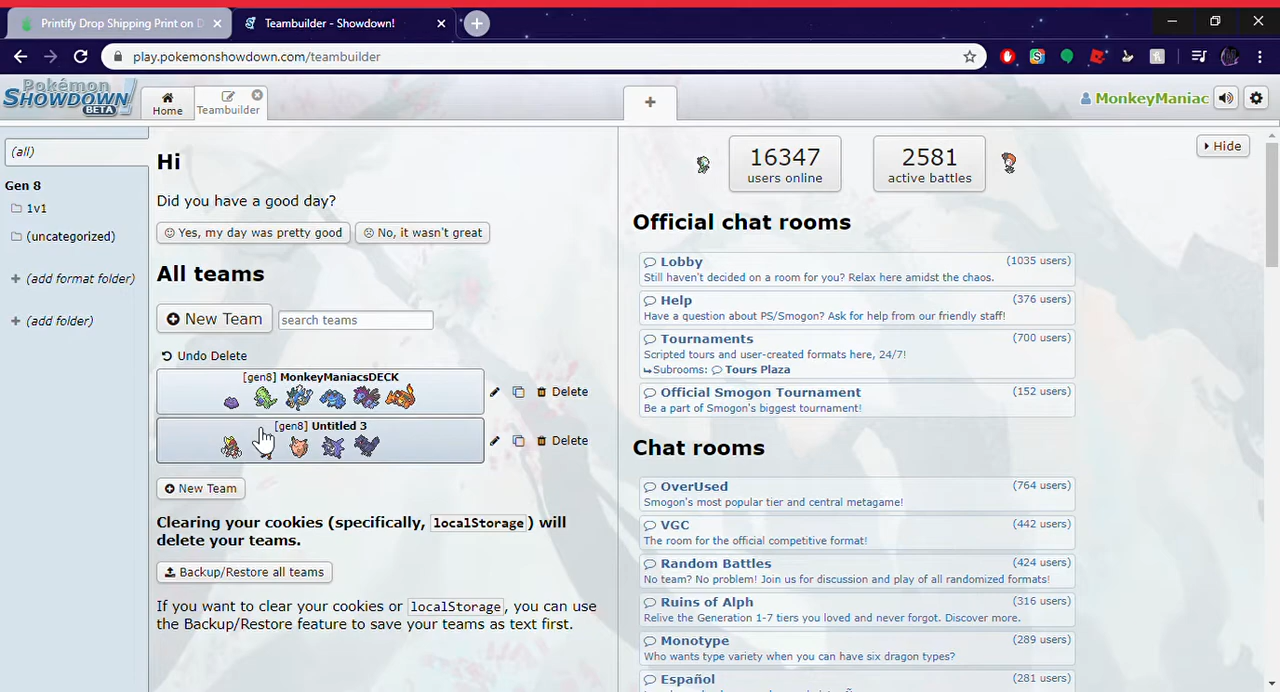 Printify Drop Shipping Print on D
Teambuilder - Showdown!
play.pokemonshowdown.com/teambuilder
Pokémon
SHOWDOWN!
BETA
Home
Teambuilder
MonkeyManiac
(all)
Gen 8
1v1
(uncategorized)
(add format folder)
(add folder)
Hi
Did you have a good day?
Yes, my day was pretty good
No, it wasn't great
All teams
New Team
search teams
Undo Delete
[gen8] MonkeyManiacsDECK
Delete
[gen8] Untitled 3
Delete
New Team
Clearing your cookies (specifically, localStorage) will
delete your teams.
Backup/Restore all teams
If you want to clear your cookies or localStorage, you can use
the Backup/Restore feature to save your teams as text first.
16347
users online
2581
active battles
Hide
Official chat rooms
Lobby (1035 users)
Still haven't decided on a room for you? Relax here amidst the chaos.
Help (376 users)
Have a question about PS/Smogon? Ask for help from our friendly staff!
Tournaments (700 users)
Scripted tours and user-created formats here, 24/7!
Subrooms: Tours Plaza
Official Smogon Tournament (152 users)
Be a part of Smogon's biggest tournament!
Chat rooms
OverUsed (764 users)
Smogon's most popular tier and central metagame!
VGC (442 users)
The room for the official competitive format!
Random Battles (424 users)
No team? No problem! Join us for discussion and play of all randomized formats!
Ruins of Alph (316 users)
Relive the Generation 1-7 tiers you loved and never forgot. Discover more.
Monotype (289 users)
Who wants type variety when you can have six dragon types?
Español (281 users)